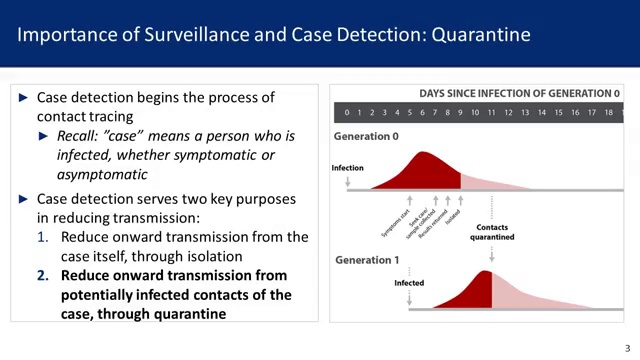 Importance of Surveillance and Case Detection: Quarantine
► Case detection begins the process of
contact tracing
► Recall: ”case” means a person who is
infected, whether symptomatic or
asymptomatic
► Case detection serves two key purposes
in reducing transmission:
1. Reduce onward transmission from the
case itself, through isolation
2. Reduce onward transmission from
potentially infected contacts of the
case, through quarantine
DAYS SINCE INFECTION OF GENERATION 0
0 1 2 3 4 5 6 7 8 9 10 11 12 13 14 15 16 17 18
Generation 0
Infection
Symptoms start
Seek care/
sample collected
Results returned
Isolated
Contacts
quarantined
Generation 1
Infected
3